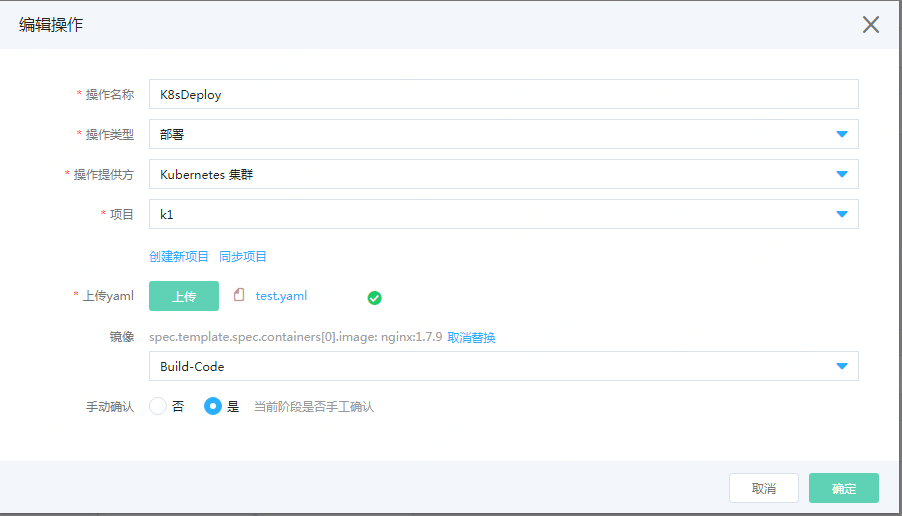 编辑操作
* 操作名称 K8sDeploy
* 操作类型 部署
* 操作提供方 Kubernetes 集群
* 项目 k1
创建新项目 同步项目
* 上传yaml 上传 test.yaml
镜像 spec.template.spec.containers[0].image: nginx:1.7.9 取消替换
Build-Code
手动确认 否 是 当前阶段是否手工确认
取消 确定